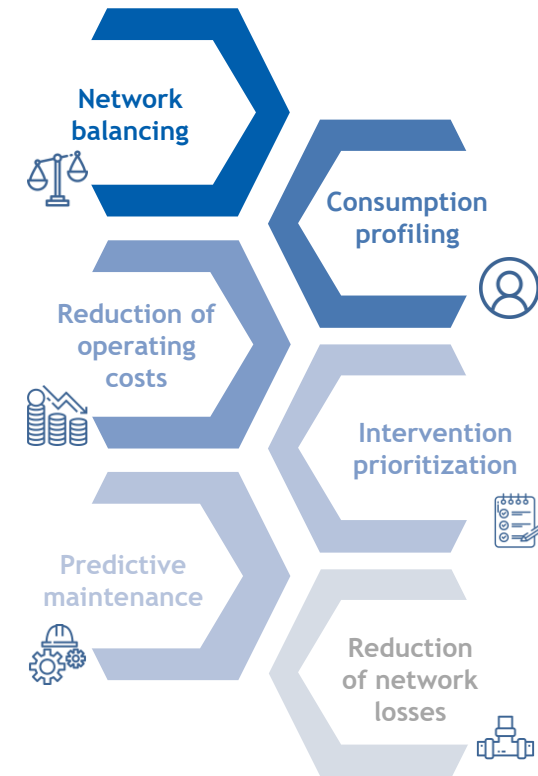 Network
balancing
Consumption
profiling
Reduction of
operating
costs
Intervention
prioritization
Predictive
maintenance
Reduction
of network
losses